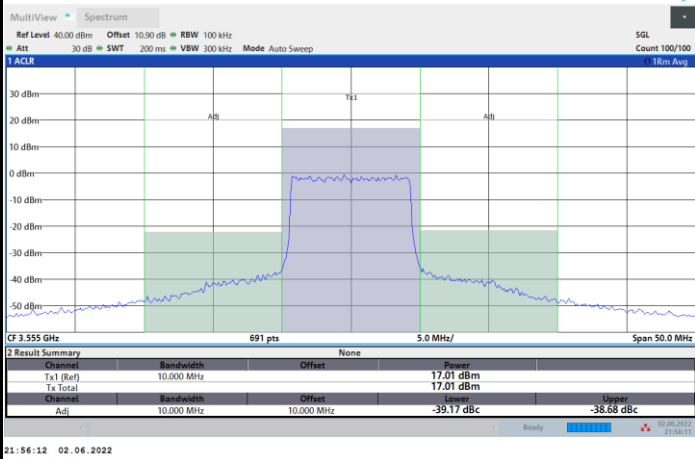 MultiView Spectrum
Ref Level 40.00 dBm Offset 10.90 dB RBW 100 kHz SGL
Att 30 dB SWT 200 ms VBW 300 kHz Mode Auto Sweep Count 100/100
1 ACLR 1Rm Avg
30 dBm
Tx1
20 dBm Adj Adj
10 dBm
0 dBm
-10 dBm
-20 dBm
-30 dBm
-40 dBm
-50 dBm
CF 3.555 GHz 691 pts 5.0 MHz/ Span 50.0 MHz
2 Result Summary None
Channel Bandwidth Offset Power
Tx1 (Ref) 10.000 MHz 17.01 dBm
Tx Total 17.01 dBm
Channel Bandwidth Offset Lower Upper
Adj 10.000 MHz 10.000 MHz -39.17 dBc -38.68 dBc
Ready 02.06.2022
21:56:11
21:56:12 02.06.2022